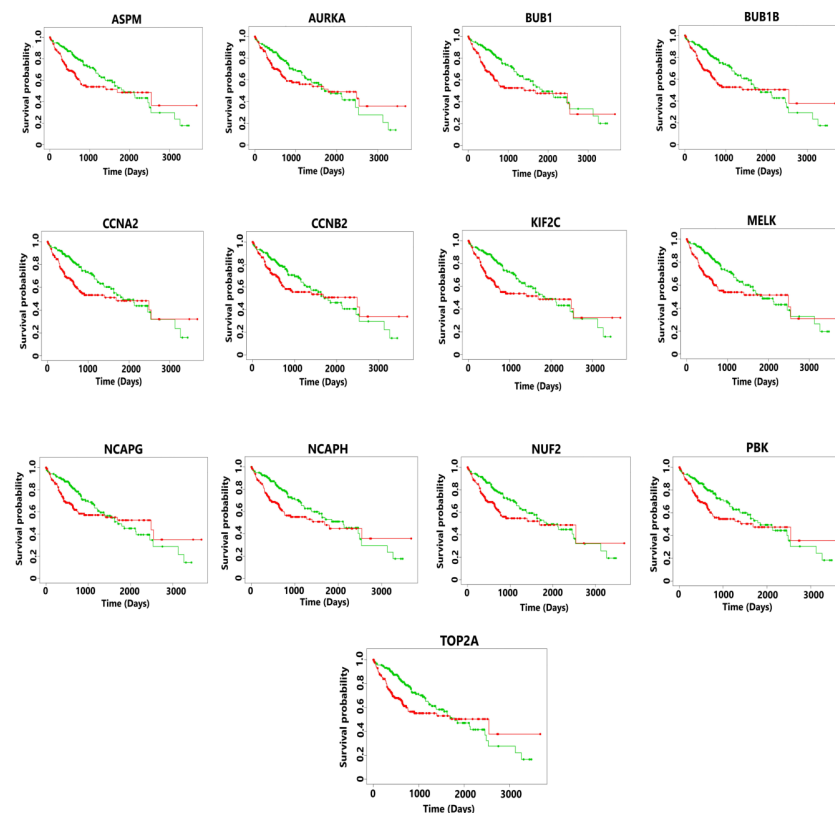 ASPM
Survival probability
0.0 0.2 0.4 0.6 0.8 1.0
0 1000 2000 3000
Time (Days)
AURKA
Survival probability
0 0.2 0.4 0.6 0.8 1.0
0 1000 2000 3000
Time (Days)
BUB1
Survival probability
0 0.2 0.4 0.6 0.8 1.0
0 1000 2000 3000
Time (Days)
BUB1B
Survival probability
0 0.2 0.4 0.6 0.8 1.0
0 1000 2000 3000
Time (Days)
CCNA2
Survival probability
0 0.2 0.4 0.6 0.8 1.0
0 1000 2000 3000
Time (Days)
CCNB2
Survival probability
0 0.2 0.4 0.6 0.8 1.0
0 1000 2000 3000
Time (Days)
KIF2C
Survival probability
0 0.2 0.4 0.6 0.8 1.0
0 1000 2000 3000
Time (Days)
MELK
Survival probability
0 0.2 0.4 0.6 0.8 1.0
0 1000 2000 3000
Time (Days)
NCAPG
Survival probability
0 0.2 0.4 0.6 0.8 1.0
0 1000 2000 3000
Time (Days)
NCAPH
Survival probability
0 0.2 0.4 0.6 0.8 1.0
0 1000 2000 3000
Time (Days)
NUF2
Survival probability
0 0.2 0.4 0.6 0.8 1.0
0 1000 2000 3000
Time (Days)
PBK
Survival probability
0 0.2 0.4 0.6 0.8 1.0
0 1000 2000 3000
Time (Days)
TOP2A
Survival probability
0 0.2 0.4 0.6 0.8 1.0
0 1000 2000 3000
Time (Days)